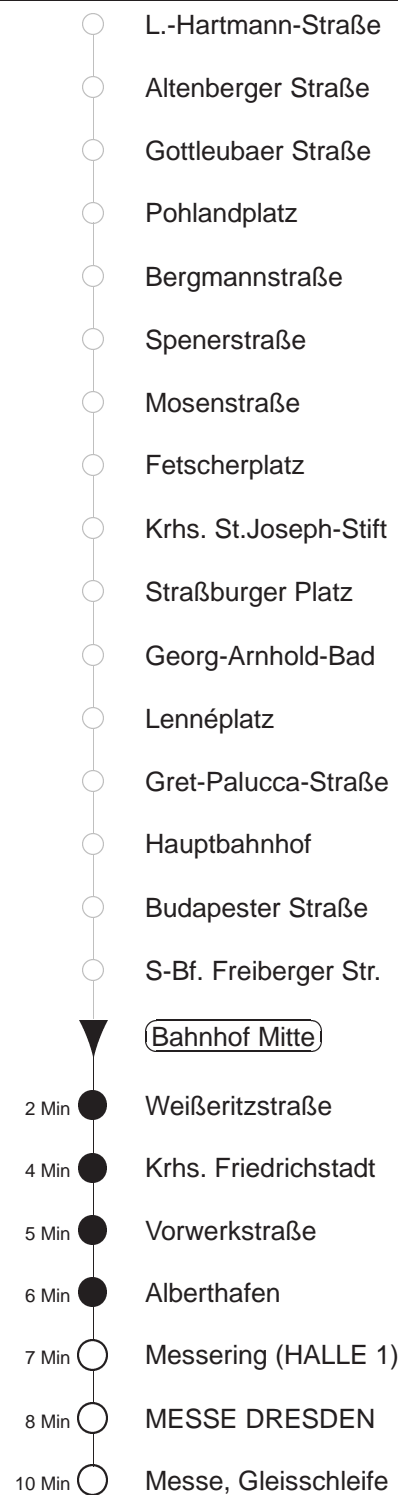 L.-Hartmann-Straße
Altenberger Straße
Gottleubaer Straße
Pohlandplatz
Bergmannstraße
Spenerstraße
Mosenstraße
Fetscherplatz
Krhs. St.Joseph-Stift
Straßburger Platz
Georg-Arnhold-Bad
Lennéplatz
Gret-Palucca-Straße
Hauptbahnhof
Budapester Straße
S-Bf. Freiberger Str.
Bahnhof Mitte
2 Min Weißeritzstraße
4 Min Krhs. Friedrichstadt
5 Min Vorwerkstraße
6 Min Alberthafen
7 Min Messering (HALLE 1)
8 Min MESSE DRESDEN
10 Min Messe, Gleisschleife